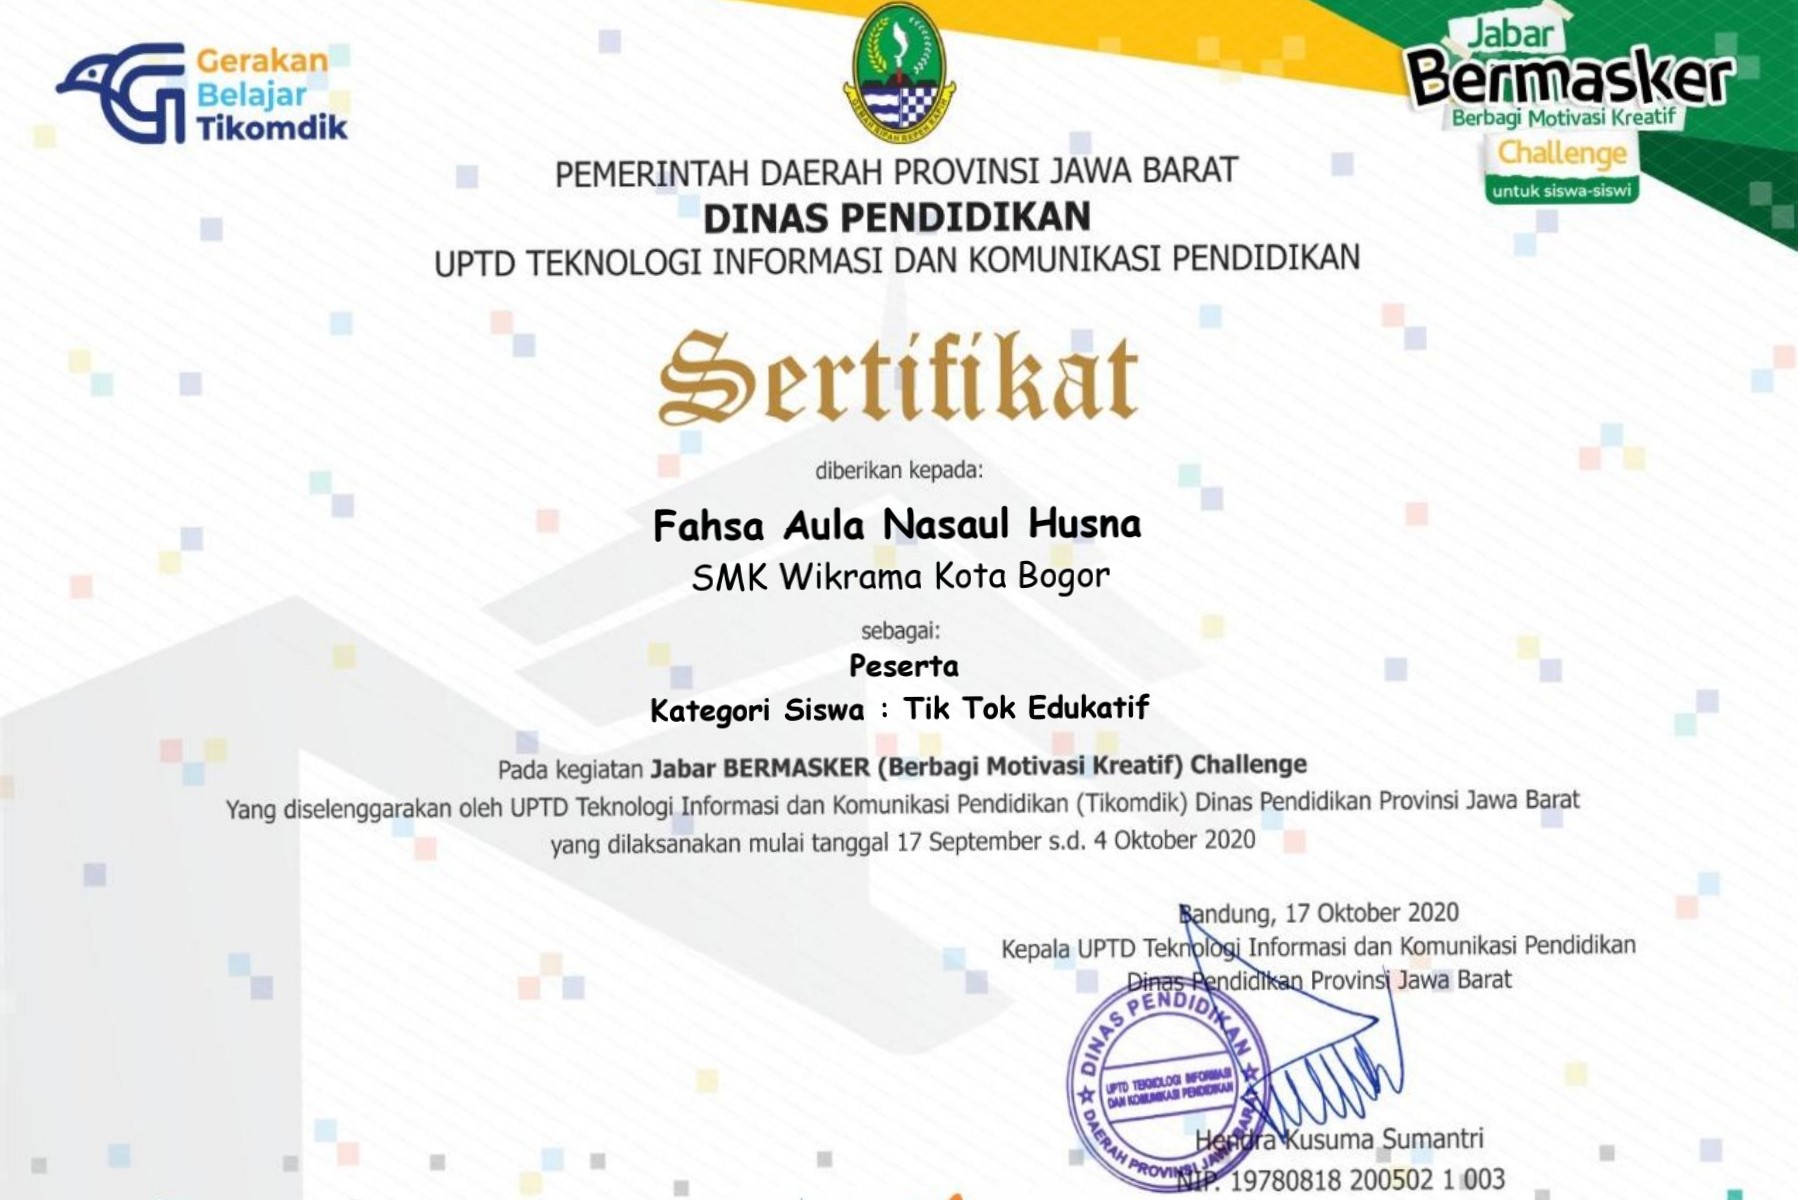 Gerakan
Belajar
Tikomdik
GEMAH RIPAH REPEH RAPIH
Jabar
Bermasker
Berbagi Motivasi Kreatif
Challenge
untuk siswa-siswi
PEMERINTAH DAERAH PROVINSI JAWA BARAT
DINAS PENDIDIKAN
UPTD TEKNOLOGI INFORMASI DAN KOMUNIKASI PENDIDIKAN
Sertifikat
diberikan kepada:
Fahsa Aula Nasaul Husna
SMK Wikrama Kota Bogor
sebagai:
Peserta
Kategori Siswa : Tik Tok Edukatif
Pada kegiatan Jabar BERMASKER (Berbagi Motivasi Kreatif) Challenge
Yang diselenggarakan oleh UPTD Teknologi Informasi dan Komunikasi Pendidikan (Tikomdik) Dinas Pendidikan Provinsi Jawa Barat
yang dilaksanakan mulai tanggal 17 September s.d. 4 Oktober 2020
Bandung, 17 Oktober 2020
Kepala UPTD Teknologi Informasi dan Komunikasi Pendidikan
Dinas Pendidikan Provinsi Jawa Barat
DINAS PENDIDIKAN
UPTD TEKNOLOGI INFORMASI
DAN KOMUNIKASI PENDIDIKAN
DAERAH PROVINSI JAWA BARAT
Hendra Kusuma Sumantri
NIP. 19780818 200502 1 003